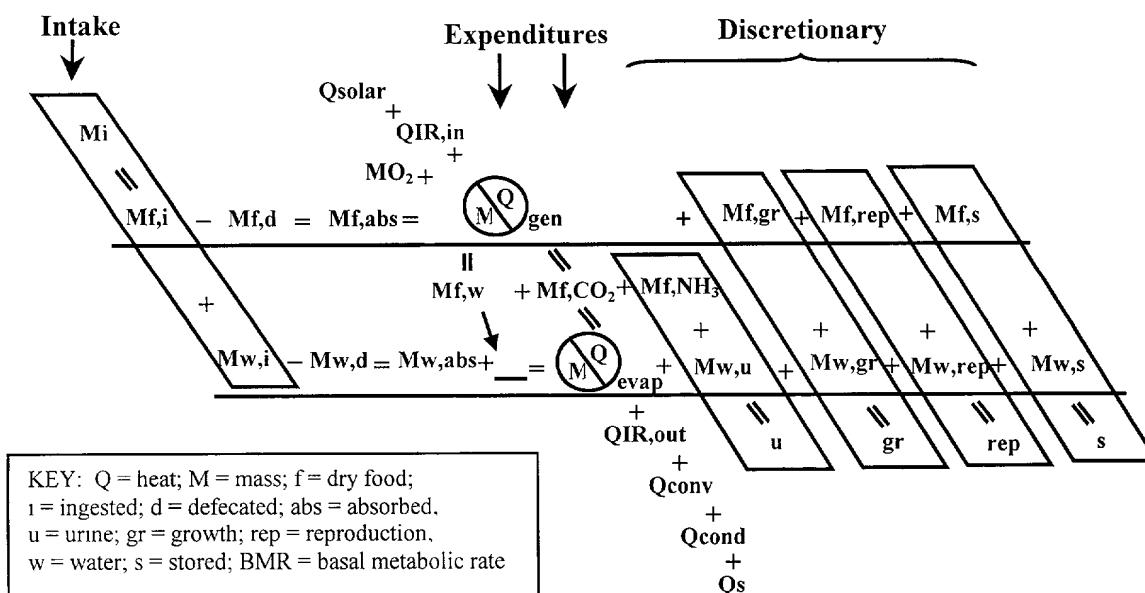 Intake
Expenditures
Discretionary
Qsolar
+
QIR,in
+
MO₂ +
Mi
=
Mf,i – Mf,d = Mf,abs = M Q gen + Mf,gr + Mf,rep + Mf,s
= =
Mf,w + Mf,CO₂ + Mf,NH₃
=
+ + + + +
Mw,i – Mw,d = Mw,abs + __ = M Q evap + Mw,u + Mw,gr + Mw,rep + Mw,s
= = = =
u gr rep s
+
QIR,out
+
Qconv
+
Qcond
+
Qs
KEY: Q = heat; M = mass; f = dry food;
ı = ingested; d = defecated; abs = absorbed,
u = urine; gr = growth; rep = reproduction,
w = water; s = stored; BMR = basal metabolic rate